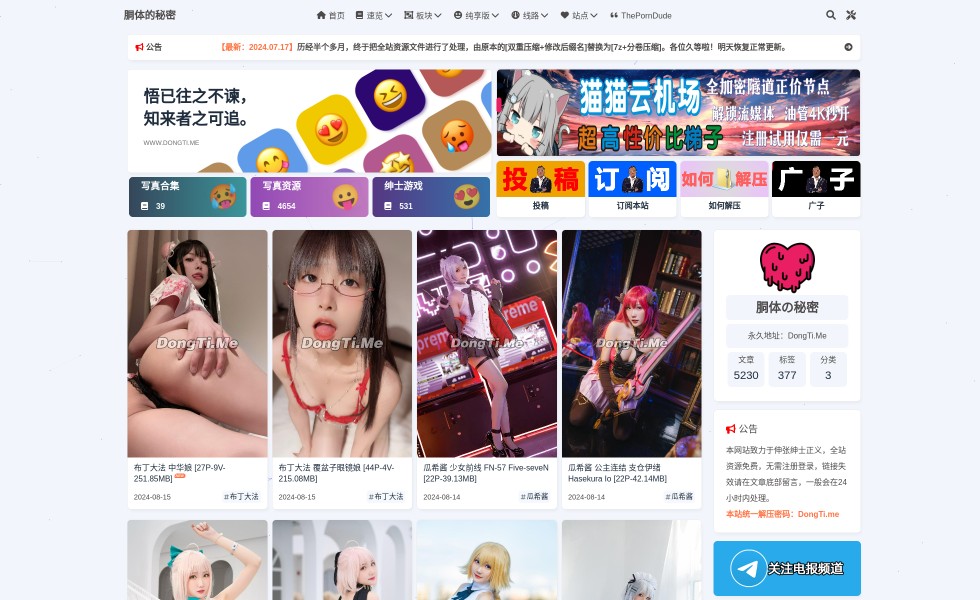 胴体的秘密
首页
速览
板块
纯享版
线路
站点
ThePornDude
公告
【最新：2024.07.17】历经半个多月，终于把全站资源文件进行了处理，由原本的[双重压缩+修改后缀名]替换为[7z+分卷压缩]。各位久等啦！明天恢复正常更新。
悟已往之不谏，
知来者之可追。
WWW.DONGTI.ME
猫猫云机场
全加密隧道正价节点
解锁流媒体 油管4K秒开
超高性价比梯子
注册试用仅需一元
写真合集
39
写真资源
4654
绅士游戏
531
投稿
投稿
订阅
订阅本站
如何解压
如何解压
广子
广子
DongTi.Me
DongTi.Me
DongTi.Me
DongTi.Me
布丁大法 中华娘 [27P-9V-
251.85MB]
2024-08-15
#布丁大法
布丁大法 覆盆子眼镜娘 [44P-4V-
215.08MB]
2024-08-15
#布丁大法
瓜希酱 少女前线 FN-57 Five-seveN
[22P-39.13MB]
2024-08-14
#瓜希酱
瓜希酱 公主连结 支仓伊绪
Hasekura Io [22P-42.14MB]
2024-08-14
#瓜希酱
胴体の秘密
永久地址：DongTi.Me
文章
5230
标签
377
分类
3
公告
本网站致力于伸张绅士正义，全站
资源免费，无需注册登录，链接失
效请在文章底部留言，一般会在24
小时内处理。
本站统一解压密码：DongTi.me
关注电报频道